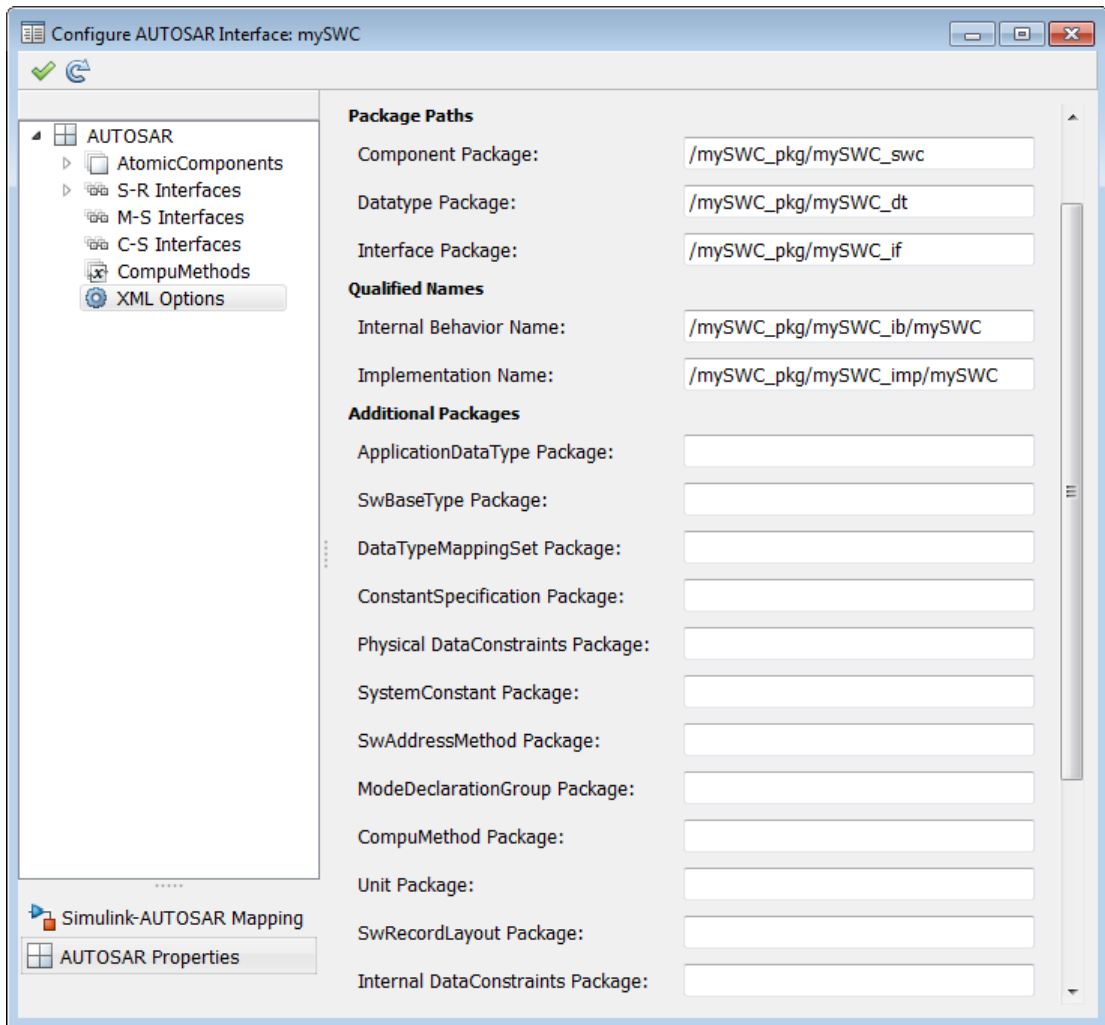 Configure AUTOSAR Interface: mySWC
AUTOSAR
AtomicComponents
S-R Interfaces
M-S Interfaces
C-S Interfaces
CompuMethods
XML Options
Simulink-AUTOSAR Mapping
AUTOSAR Properties
Package Paths
Component Package: /mySWC_pkg/mySWC_swc
Datatype Package: /mySWC_pkg/mySWC_dt
Interface Package: /mySWC_pkg/mySWC_if
Qualified Names
Internal Behavior Name: /mySWC_pkg/mySWC_ib/mySWC
Implementation Name: /mySWC_pkg/mySWC_imp/mySWC
Additional Packages
ApplicationDataType Package:
SwBaseType Package:
DataTypeMappingSet Package:
ConstantSpecification Package:
Physical DataConstraints Package:
SystemConstant Package:
SwAddressMethod Package:
ModeDeclarationGroup Package:
CompuMethod Package:
Unit Package:
SwRecordLayout Package:
Internal DataConstraints Package: